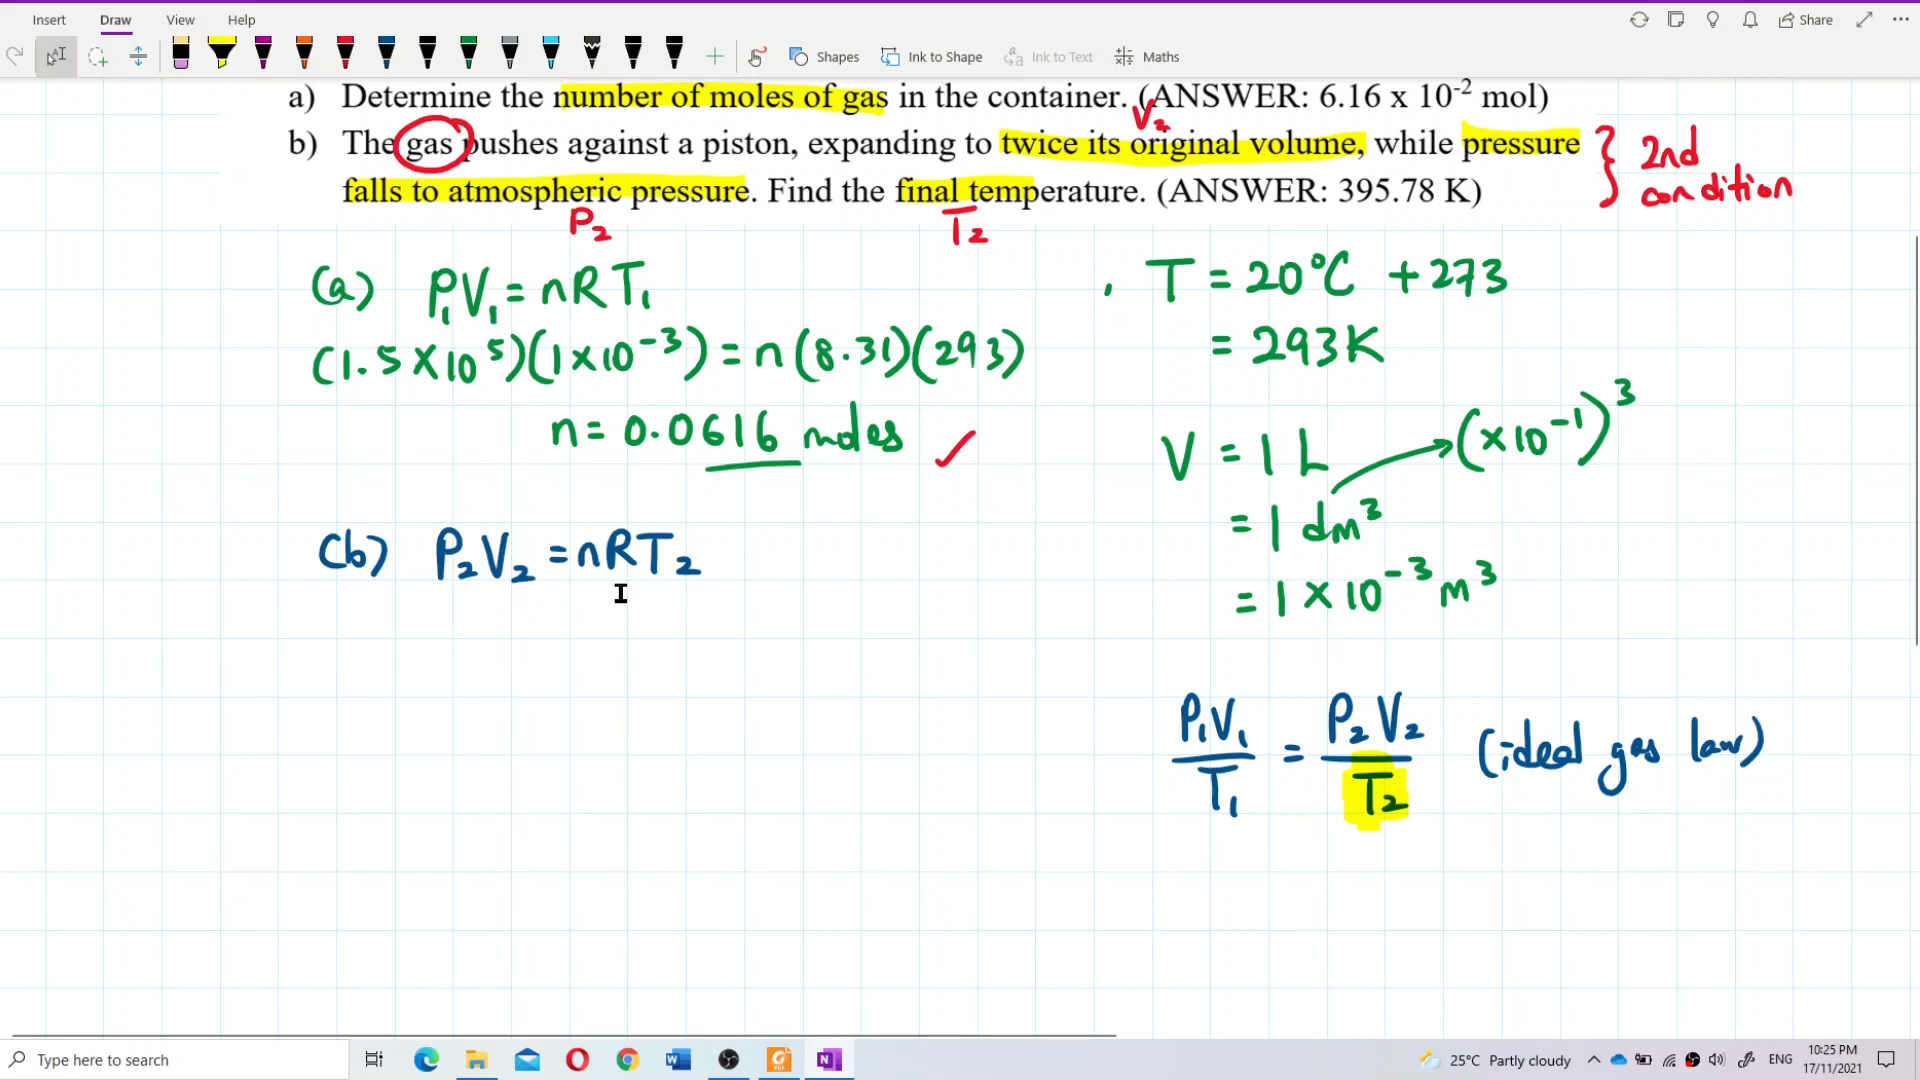 Insert Draw View Help Share
Shapes Ink to Shape Ink to Text Maths
a) Determine the number of moles of gas in the container. (ANSWER: 6.16 x 10⁻² mol)
V₂
b) The gas pushes against a piston, expanding to twice its original volume, while pressure
falls to atmospheric pressure. Find the final temperature. (ANSWER: 395.78 K)
} 2nd
condition
P₂ T₂
(a) P₁V₁ = nRT₁
(1.5 × 10⁵)(1×10⁻³) = n(8.31)(293)
n = 0.0616 moles ✓
. T = 20°C + 273
= 293K
V = 1 L (×10⁻¹)³
= 1 dm³
= 1 × 10⁻³ m³
(b) P₂V₂ = nRT₂
P₁V₁ / T₁ = P₂V₂ / T₂ (ideal gas law)
Type here to search
25°C Partly cloudy ENG 10:25 PM
17/11/2021